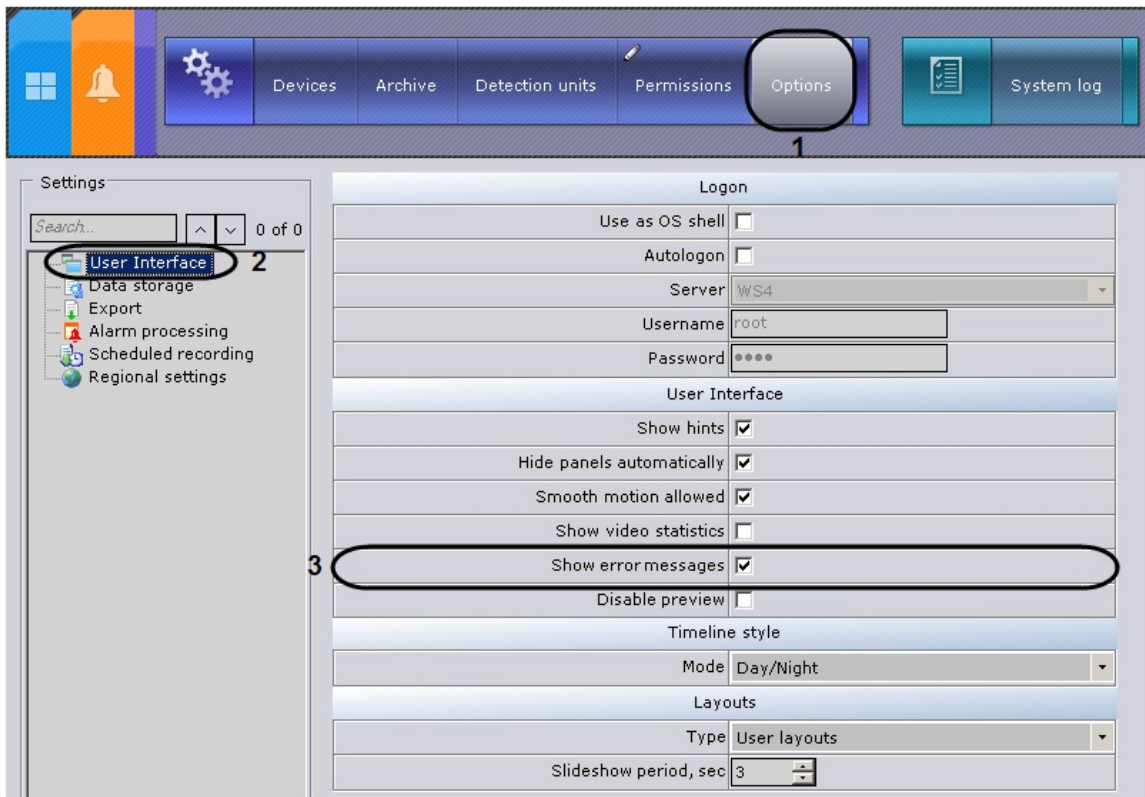 Devices Archive Detection units Permissions Options System log
1
Settings
Search... 0 of 0
User Interface 2
Data storage
Export
Alarm processing
Scheduled recording
Regional settings
Logon
Use as OS shell
Autologon
Server WS4
Username root
Password ••••
User Interface
Show hints
Hide panels automatically
Smooth motion allowed
Show video statistics
3 Show error messages
Disable preview
Timeline style
Mode Day/Night
Layouts
Type User layouts
Slideshow period, sec 3